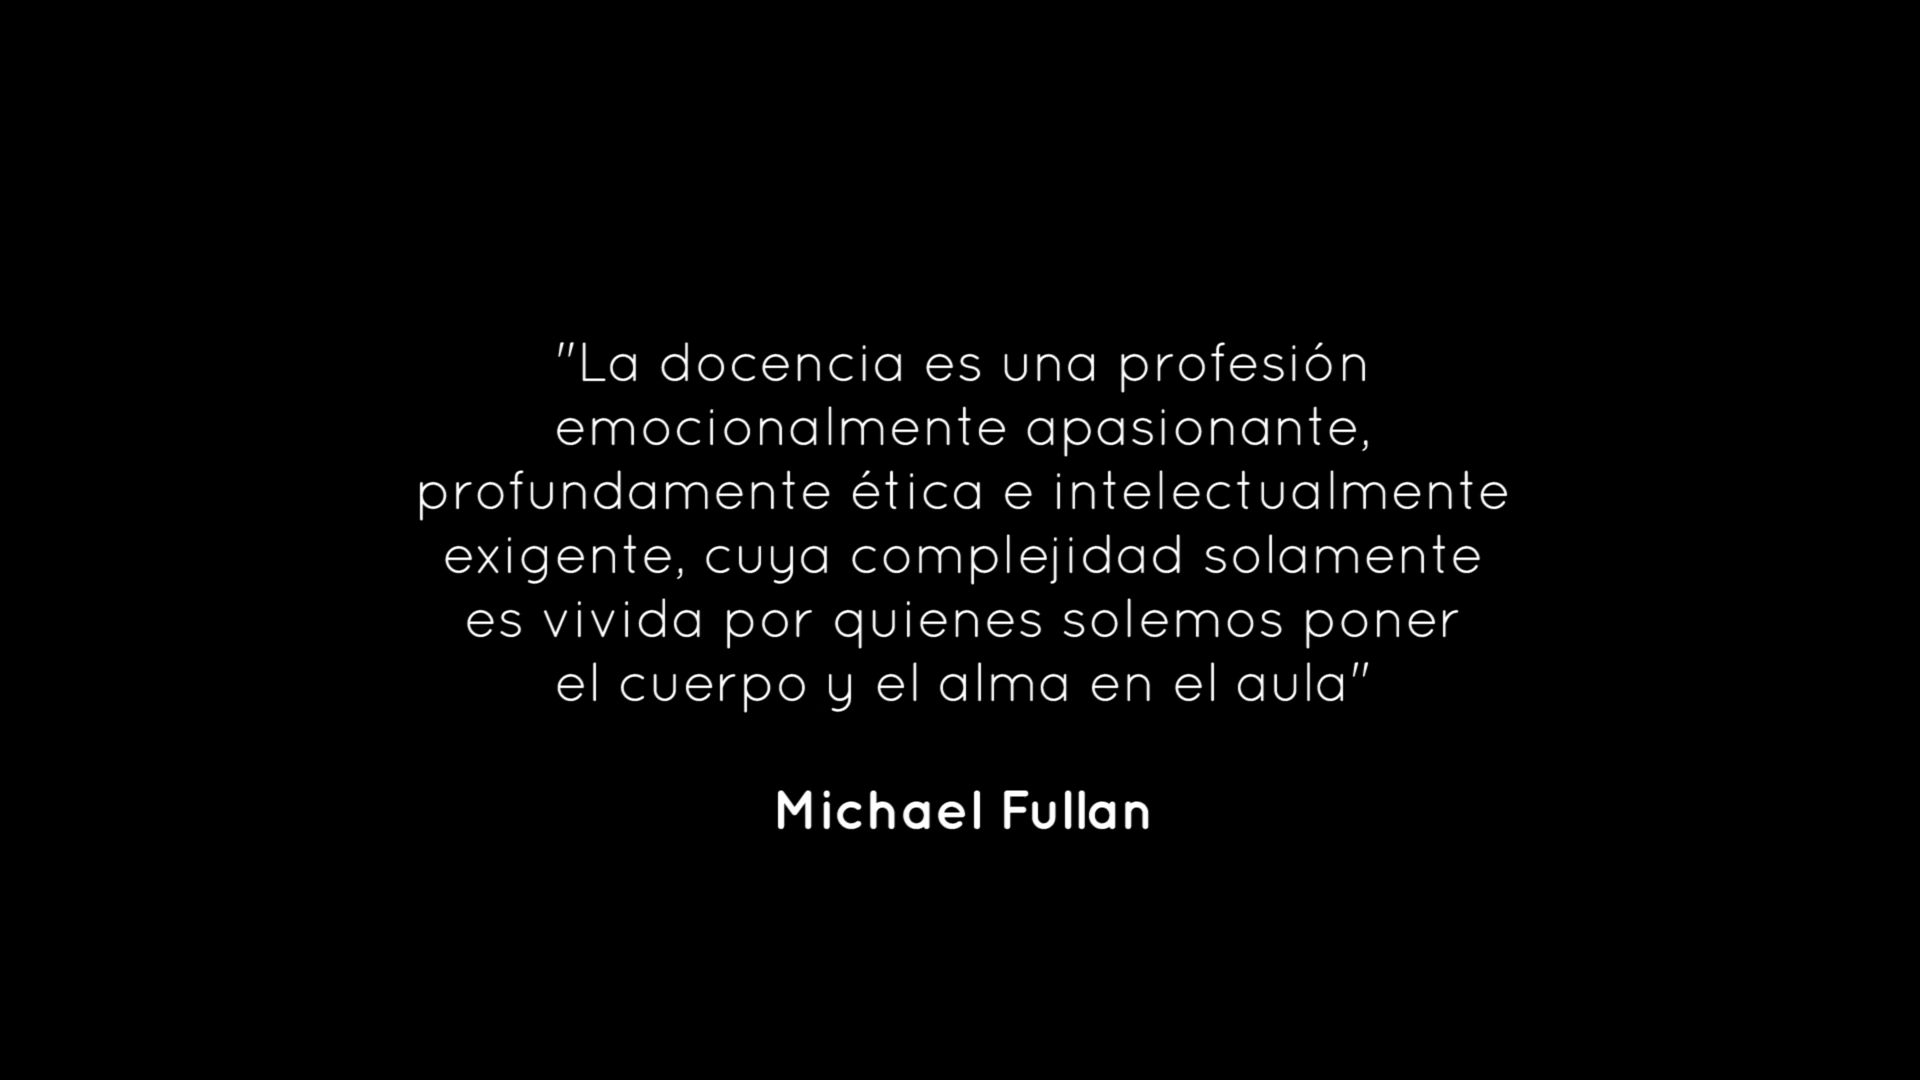 "La docencia es una profesión
emocionalmente apasionante,
profundamente ética e intelectualmente
exigente, cuya complejidad solamente
es vivida por quienes solemos poner
el cuerpo y el alma en el aula"
Michael Fullan